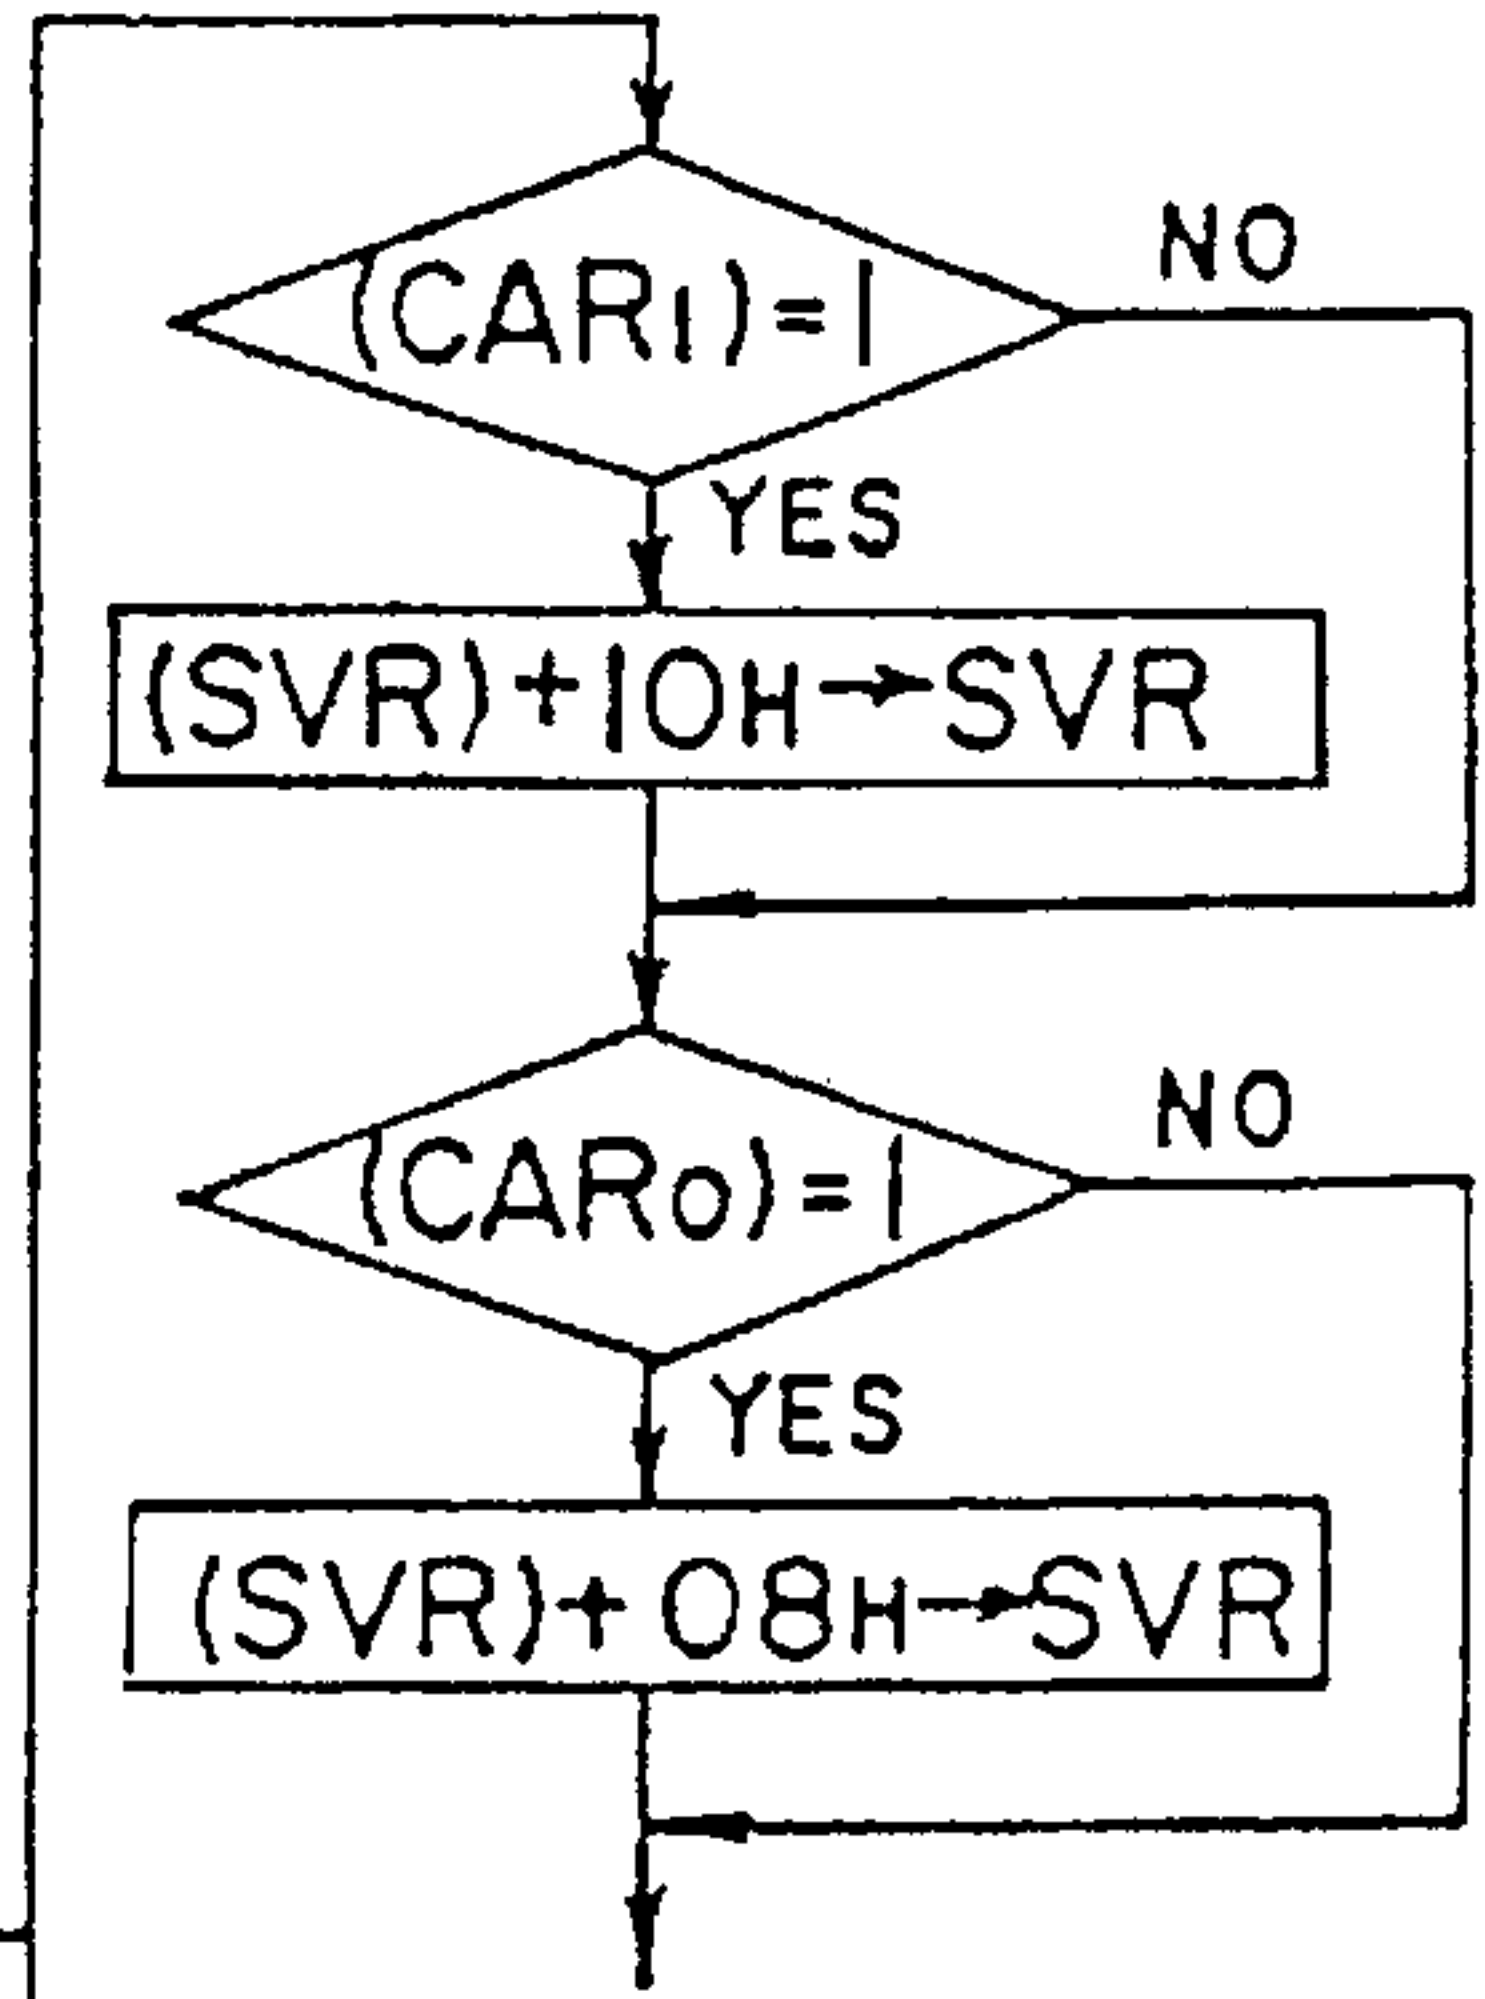 NO
(CAR1)=1
YES
(SVR)+10H→SVR
NO
(CAR0)=1
YES
(SVR)+08H→SVR